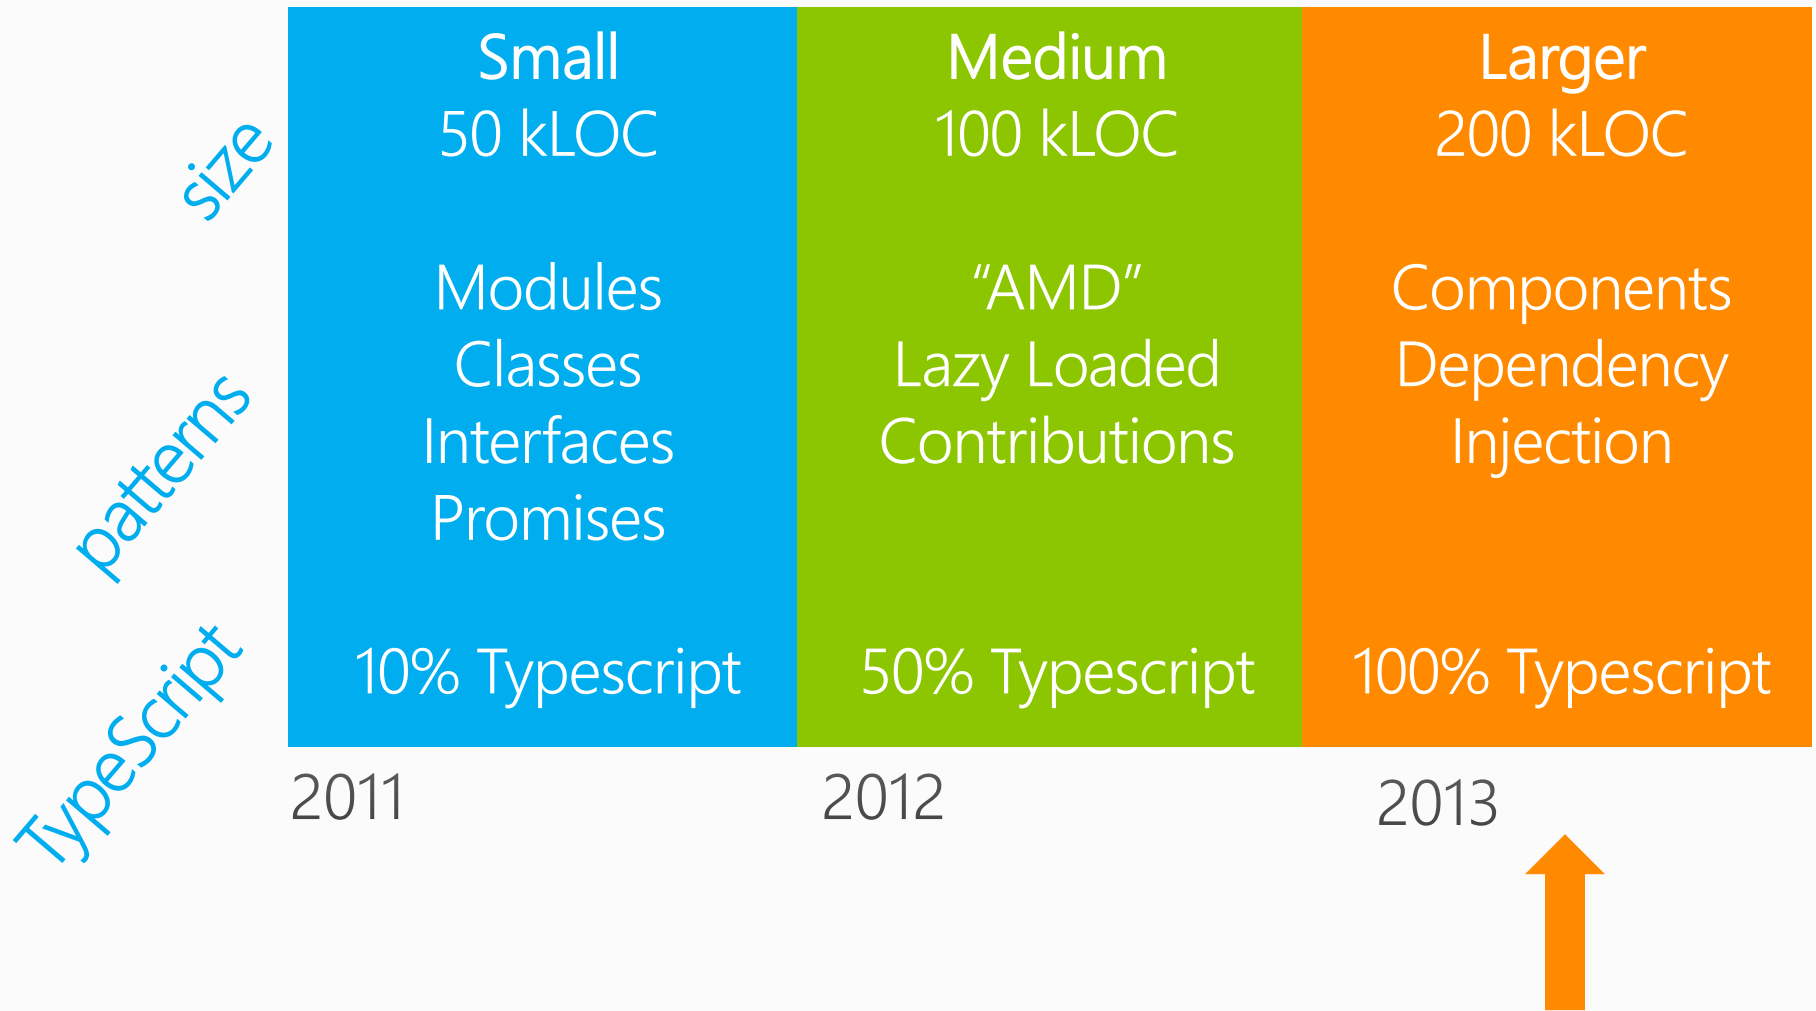 size
Small
50 kLOC
Medium
100 kLOC
Larger
200 kLOC
patterns
Modules
Classes
Interfaces
Promises
“AMD”
Lazy Loaded
Contributions
Components
Dependency
Injection
TypeScript
10% Typescript
50% Typescript
100% Typescript
2011
2012
2013